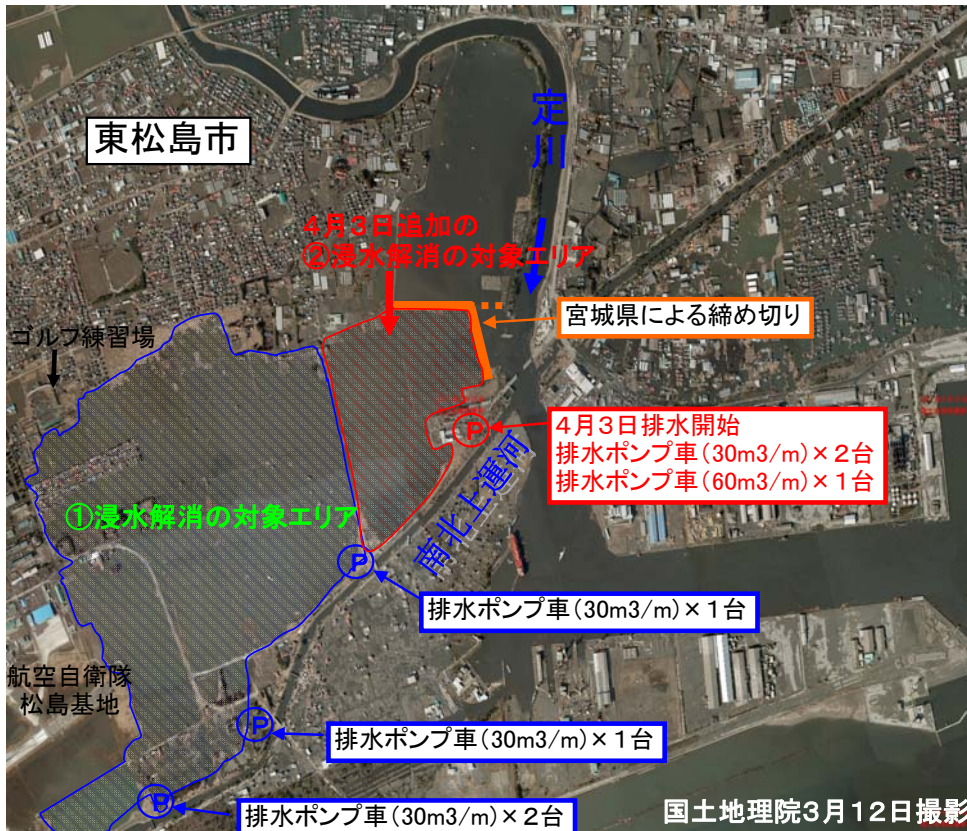 東松島市
定川
4月3日追加の
②浸水解消の対象エリア
宮城県による締め切り
ゴルフ練習場
P
4月3日排水開始
排水ポンプ車(30m3/m)×2台
排水ポンプ車(60m3/m)×1台
①浸水解消の対象エリア
南北上運河
P
排水ポンプ車(30m3/m)×1台
航空自衛隊
松島基地
P
排水ポンプ車(30m3/m)×1台
P
排水ポンプ車(30m3/m)×2台
国土地理院3月12日撮影